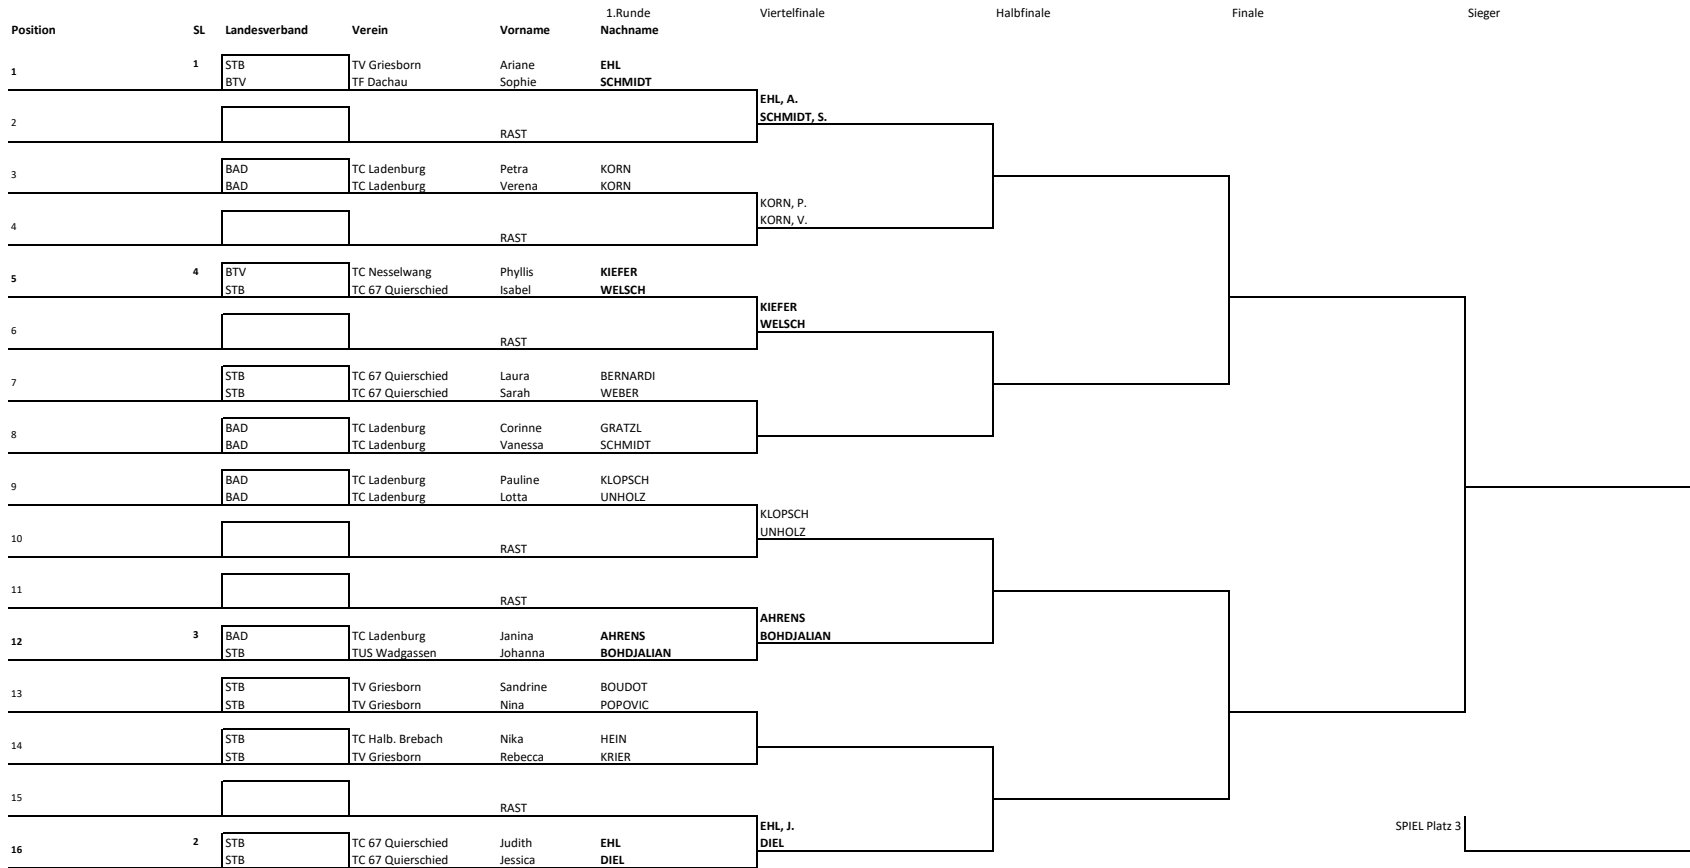 1.Runde Viertelfinale Halbfinale Finale Sieger
Position SL Landesverband Verein Vorname Nachname
1 1 STB TV Griesborn Ariane EHL
BTV TF Dachau Sophie SCHMIDT
EHL, A.
SCHMIDT, S.
2
RAST
3 BAD TC Ladenburg Petra KORN
BAD TC Ladenburg Verena KORN
KORN, P.
KORN, V.
4
RAST
5 4 BTV TC Nesselwang Phyllis KIEFER
STB TC 67 Quierschied Isabel WELSCH
KIEFER
WELSCH
6
RAST
7 STB TC 67 Quierschied Laura BERNARDI
STB TC 67 Quierschied Sarah WEBER
8 BAD TC Ladenburg Corinne GRATZL
BAD TC Ladenburg Vanessa SCHMIDT
9 BAD TC Ladenburg Pauline KLOPSCH
BAD TC Ladenburg Lotta UNHOLZ
KLOPSCH
UNHOLZ
10
RAST
11
RAST
AHRENS
BOHDJALIAN
12 3 BAD TC Ladenburg Janina AHRENS
STB TUS Wadgassen Johanna BOHDJALIAN
13 STB TV Griesborn Sandrine BOUDOT
STB TV Griesborn Nina POPOVIC
14 STB TC Halb. Brebach Nika HEIN
STB TV Griesborn Rebecca KRIER
15
RAST
EHL, J. SPIEL Platz 3
DIEL
16 2 STB TC 67 Quierschied Judith EHL
STB TC 67 Quierschied Jessica DIEL